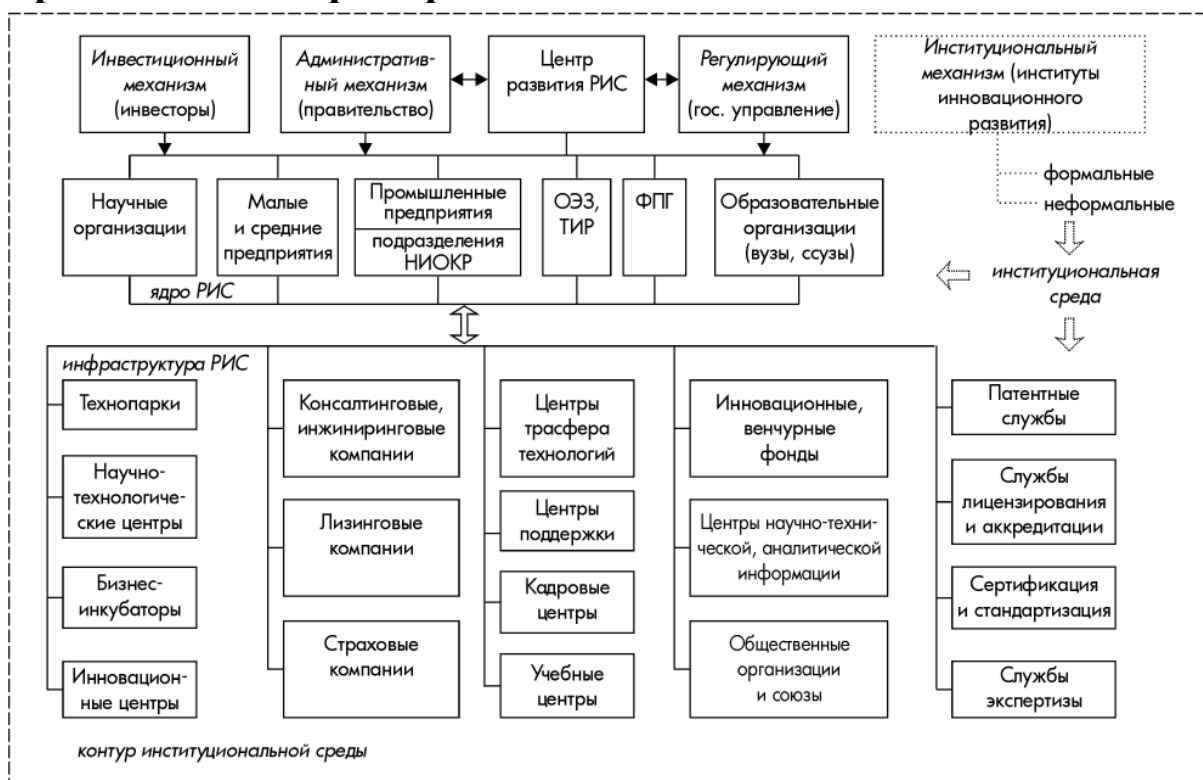 Инвестиционный
механизм
(инвесторы)
Административ-
ный механизм
(правительство)
Центр
развития РИС
Регулирующий
механизм
(гос. управление)
Институциональный
механизм (институты
инновационного
развития)
формальные
неформальные
институциональная
среда
Научные
организации
Малые
и средние
предприятия
Промышленные
предприятия
подразделения
НИОКР
ОЭЗ,
ТИР
ФПГ
Образовательные
организации
(вузы, ссузы)
ядро РИС
инфраструктура РИС
Технопарки
Научно-
технологиче-
ские центры
Бизнес-
инкубаторы
Инновацион-
ные центры
Консалтинговые,
инжиниринговые
компании
Лизинговые
компании
Страховые
компании
Центры
трасфера
технологий
Центры
поддержки
Кадровые
центры
Учебные
центры
Инновационные,
венчурные
фонды
Центры научно-техни-
ческой, аналитической
информации
Общественные
организации
и союзы
Патентные
службы
Службы
лицензирования
и аккредитации
Сертификация
и стандартизация
Службы
экспертизы
контур институциональной среды